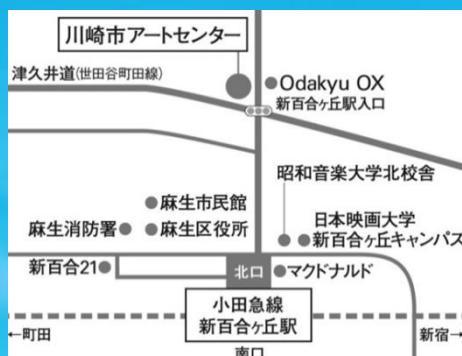 川崎市アートセンター
津久井道(世田谷町田線)
Odakyu OX
新百合ヶ丘駅入口
昭和音楽大学北校舎
麻生市民館
日本映画大学
麻生消防署
麻生区役所
新百合ヶ丘キャンパス
新百合21
北口
マクドナルド
小田急線
新百合ヶ丘駅
←町田
新宿→
南口